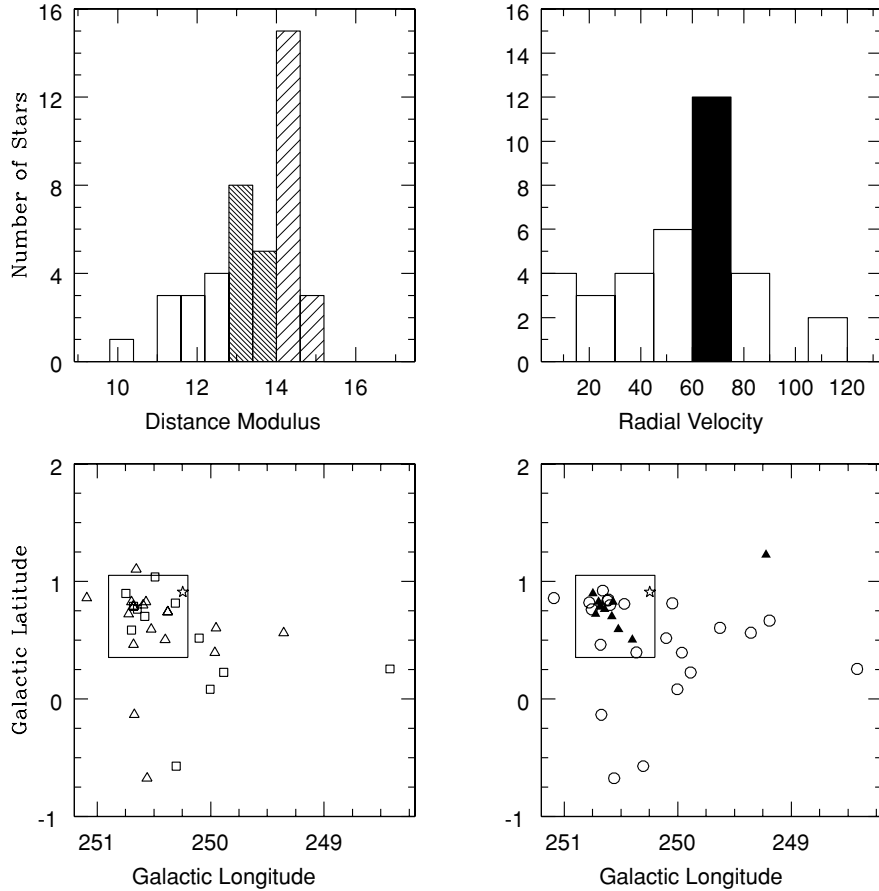 16
12
8
4
0
Number of Stars
10 12 14 16
Distance Modulus
16
14
12
10
8
6
4
2
0
20 40 60 80 100 120
Radial Velocity
2
1
0
-1
Galactic Latitude
251 250 249
Galactic Longitude
2
1
0
-1
251 250 249
Galactic Longitude